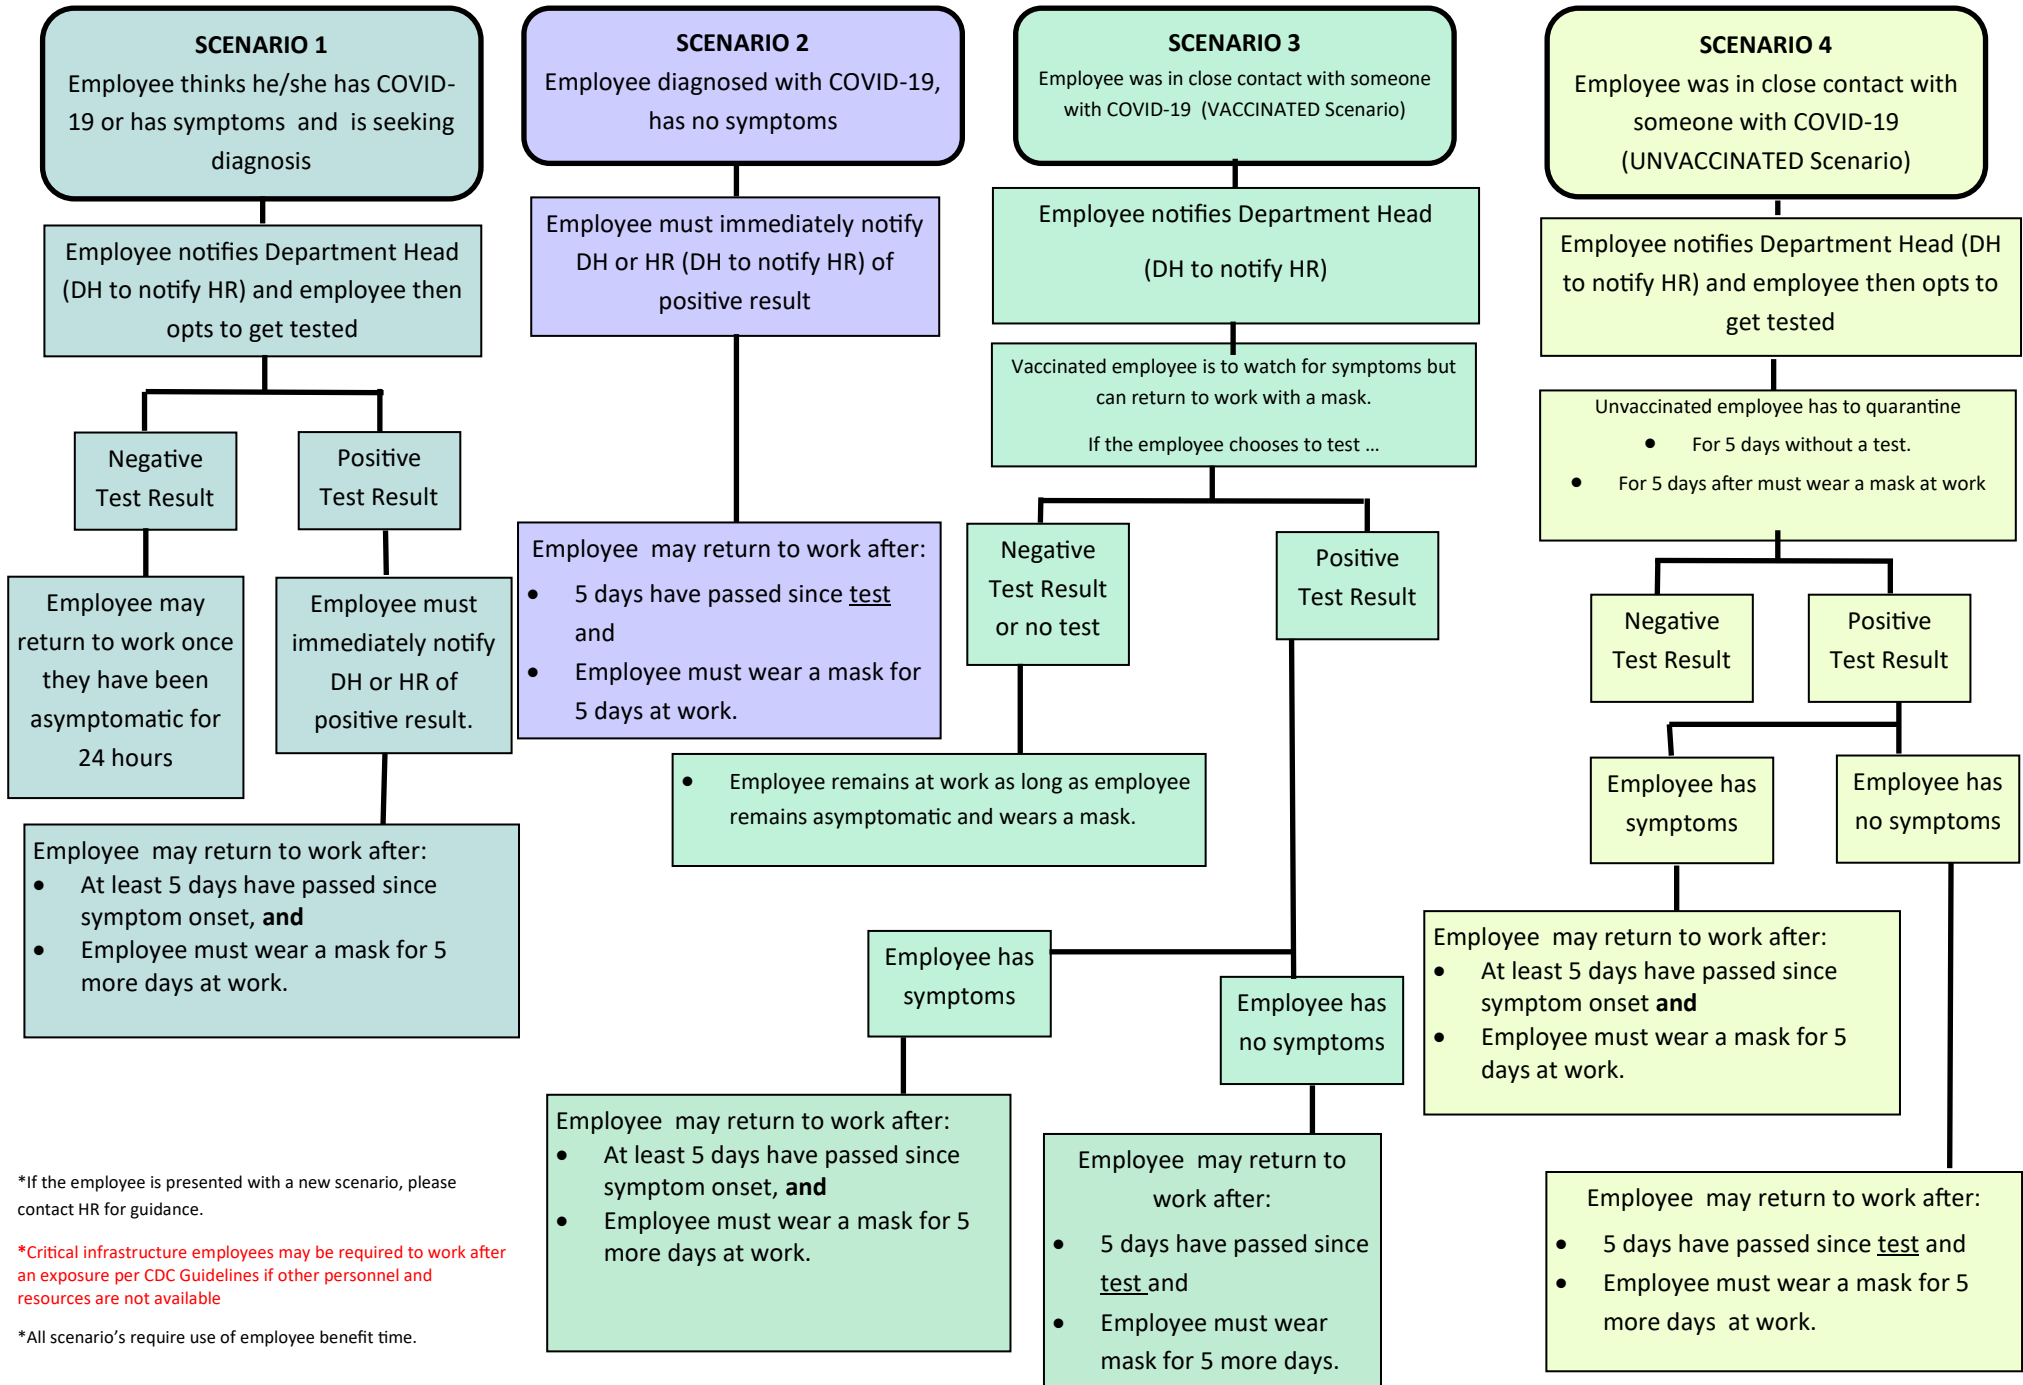 SCENARIO 1
Employee thinks he/she has COVID-
19 or has symptoms and is seeking
diagnosis
Employee notifies Department Head
(DH to notify HR) and employee then
opts to get tested
Negative
Test Result
Positive
Test Result
Employee may
return to work once
they have been
asymptomatic for
24 hours
Employee must
immediately notify
DH or HR of
positive result.
Employee may return to work after:
• At least 5 days have passed since
symptom onset, and
• Employee must wear a mask for 5
more days at work.
*If the employee is presented with a new scenario, please
contact HR for guidance.
*Critical infrastructure employees may be required to work after
an exposure per CDC Guidelines if other personnel and
resources are not available
*All scenario's require use of employee benefit time.
SCENARIO 2
Employee diagnosed with COVID-19,
has no symptoms
Employee must immediately notify
DH or HR (DH to notify HR) of
positive result
Employee may return to work after:
• 5 days have passed since test
and
• Employee must wear a mask for
5 days at work.
SCENARIO 3
Employee was in close contact with someone
with COVID-19 (VACCINATED Scenario)
Employee notifies Department Head
(DH to notify HR)
Vaccinated employee is to watch for symptoms but
can return to work with a mask.
If the employee chooses to test …
Negative
Test Result
or no test
Positive
Test Result
• Employee remains at work as long as employee
remains asymptomatic and wears a mask.
Employee has
symptoms
Employee has
no symptoms
Employee may return to work after:
• At least 5 days have passed since
symptom onset, and
• Employee must wear a mask for 5
more days at work.
Employee may return to
work after:
• 5 days have passed since
test and
• Employee must wear
mask for 5 more days.
SCENARIO 4
Employee was in close contact with
someone with COVID-19
(UNVACCINATED Scenario)
Employee notifies Department Head (DH
to notify HR) and employee then opts to
get tested
Unvaccinated employee has to quarantine
• For 5 days without a test.
• For 5 days after must wear a mask at work
Negative
Test Result
Positive
Test Result
Employee has
symptoms
Employee has
no symptoms
Employee may return to work after:
• At least 5 days have passed since
symptom onset and
• Employee must wear a mask for 5
days at work.
Employee may return to work after:
• 5 days have passed since test and
• Employee must wear a mask for 5
more days at work.